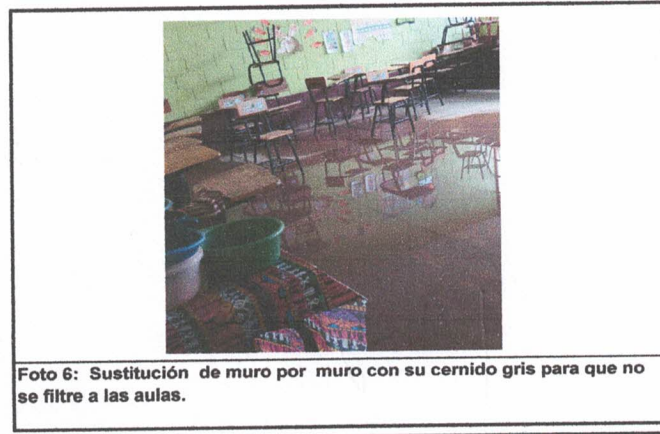 Foto 6: Sustitución de muro por muro con su cernido gris para que no
se filtre a las aulas.